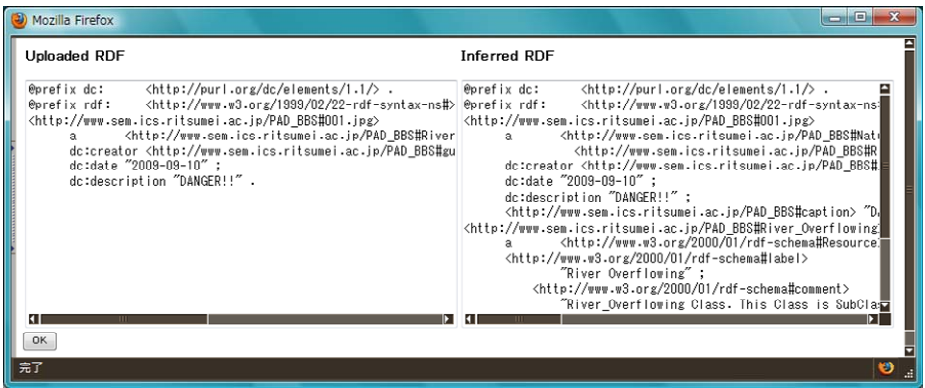 Mozilla Firefox
Uploaded RDF
@prefix dc: <http://purl.org/dc/elements/1.1/> .
@prefix rdf: <http://www.w3.org/1999/02/22-rdf-syntax-ns#>
<http://www.sem.ics.ritsumei.ac.jp/PAD_BBS#001.jpg>
a <http://www.sem.ics.ritsumei.ac.jp/PAD_BBS#River
dc:creator <http://www.sem.ics.ritsumei.ac.jp/PAD_BBS#gu
dc:date "2009-09-10" ;
dc:description "DANGER!!" .
Inferred RDF
@prefix dc: <http://purl.org/dc/elements/1.1/> .
@prefix rdf: <http://www.w3.org/1999/02/22-rdf-syntax-ns
<http://www.sem.ics.ritsumei.ac.jp/PAD_BBS#001.jpg>
a <http://www.sem.ics.ritsumei.ac.jp/PAD_BBS#Natu
<http://www.sem.ics.ritsumei.ac.jp/PAD_BBS#R
dc:creator <http://www.sem.ics.ritsumei.ac.jp/PAD_BBS#
dc:date "2009-09-10" ;
dc:description "DANGER!!" ;
<http://www.sem.ics.ritsumei.ac.jp/PAD_BBS#caption> "D
<http://www.sem.ics.ritsumei.ac.jp/PAD_BBS#River_Overflowing
a <http://www.w3.org/2000/01/rdf-schema#Resource
<http://www.w3.org/2000/01/rdf-schema#label>
"River Overflowing" ;
<http://www.w3.org/2000/01/rdf-schema#comment>
"River_Overflowing Class. This Class is SubCla
OK
完了